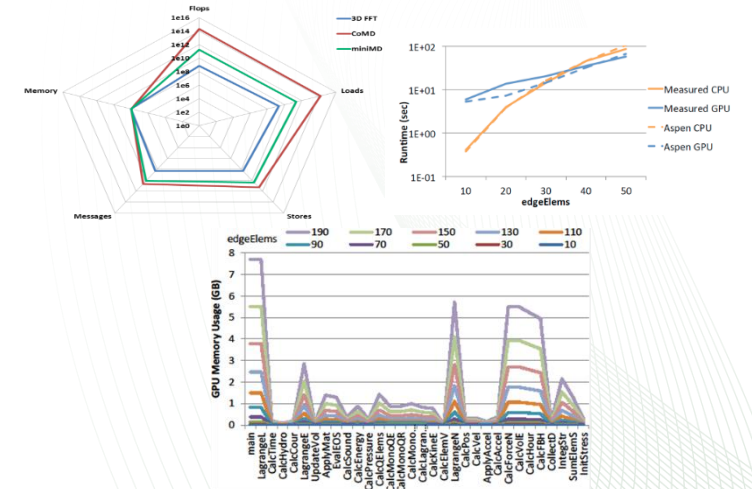 Flops
1e16
1e14
1e12
1e10
1e8
1e6
1e4
1e2
1e0
3D FFT
CoMD
miniMD
Memory
Loads
Messages
Stores
1E+02
1E+01
1E+00
1E-01
Runtime (sec)
10 20 30 40 50
edgeElems
Measured CPU
Measured GPU
Aspen CPU
Aspen GPU
edgeElems
190 170 150 130 110
90 70 50 30 10
GPU Memory Usage (GB)
8
7
6
5
4
3
2
1
0
main
LagrangeL
CalcTime
CalcHydro
CalcCour
LagrangeE
UpdateVol
ApplyMat
EvalEOS
CalcSound
CalcEnergy
CalcPressure
CalcQElems
CalcMonoQE
CalcMonoQR
CalcMono.
CalcLagran
CalcKinE
CalcElemV
LagrangeN
CalcPos
CalcVel
ApplyAccel
CalcAccel
CalcForceN
CalcVolE
CalcHour
CalcFBH
CollectD
IntegStr
SumElemS
InitStress